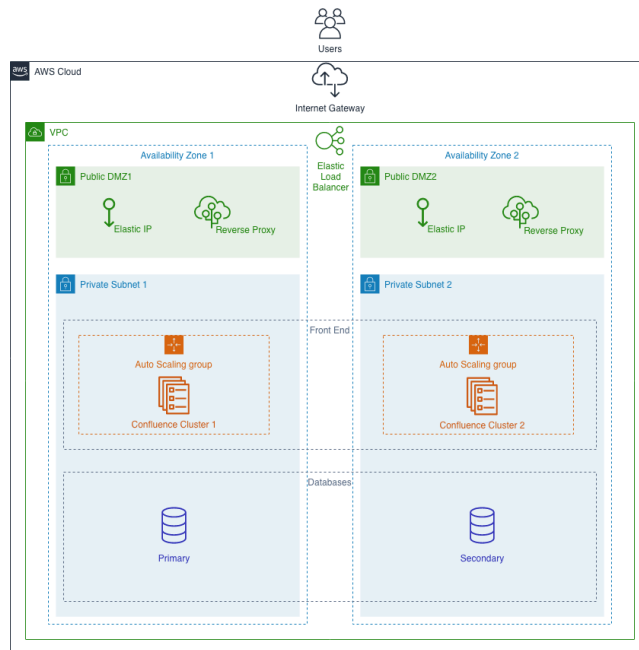 Users
aws
AWS Cloud
Internet Gateway
VPC
Availability Zone 1
Elastic
Load
Balancer
Availability Zone 2
Public DMZ1
Public DMZ2
Elastic IP
Reverse Proxy
Elastic IP
Reverse Proxy
Private Subnet 1
Private Subnet 2
Front End
Auto Scaling group
Auto Scaling group
Confluence Cluster 1
Confluence Cluster 2
Databases
Primary
Secondary